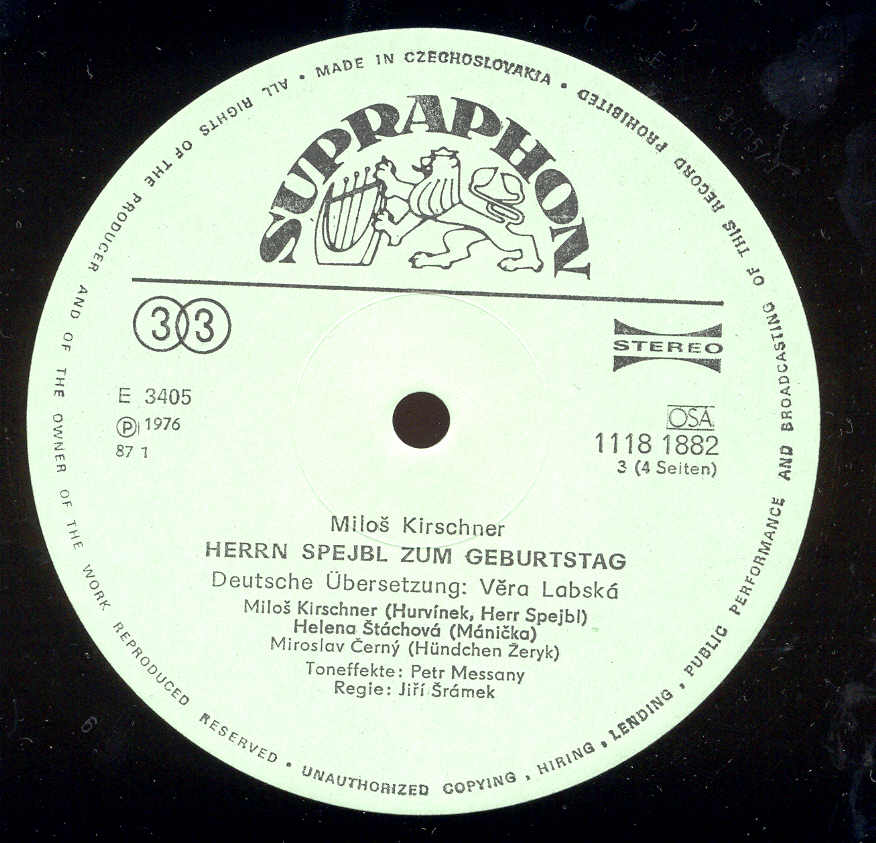 MADE IN CZECHOSLOVAKIA • ALL RIGHTS OF THE PRODUCER AND OF THE OWNER OF THE WORK REPRODUCED RESERVED • UNAUTHORIZED COPYING, HIRING, LENDING, PUBLIC PERFORMANCE AND BROADCASTING OF THIS RECORD PROHIBITED •
SUPRAPHON
33
STEREO
E 3405
Ⓟ 1976
87 1
OSA
1118 1882
3 (4 Seiten)
Miloš Kirschner
HERRN SPEJBL ZUM GEBURTSTAG
Deutsche Übersetzung: Věra Labská
Miloš Kirschner (Hurvínek, Herr Spejbl)
Helena Štáchová (Mánička)
Miroslav Černý (Hündchen Žeryk)
Toneffekte: Petr Messany
Regie: Jiří Šrámek